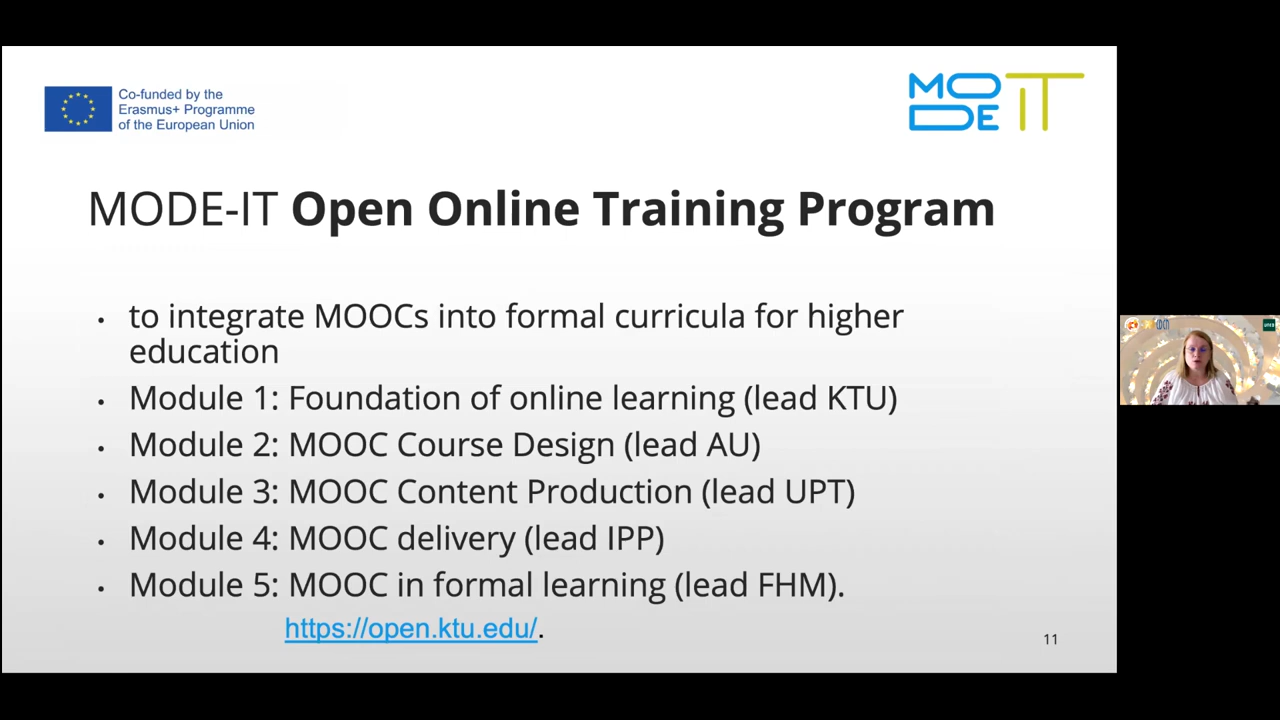 Co-funded by the
Erasmus+ Programme
of the European Union
MODE IT
MODE-IT Open Online Training Program
• to integrate MOOCs into formal curricula for higher
education
• Module 1: Foundation of online learning (lead KTU)
• Module 2: MOOC Course Design (lead AU)
• Module 3: MOOC Content Production (lead UPT)
• Module 4: MOOC delivery (lead IPP)
• Module 5: MOOC in formal learning (lead FHM).
https://open.ktu.edu/.
11